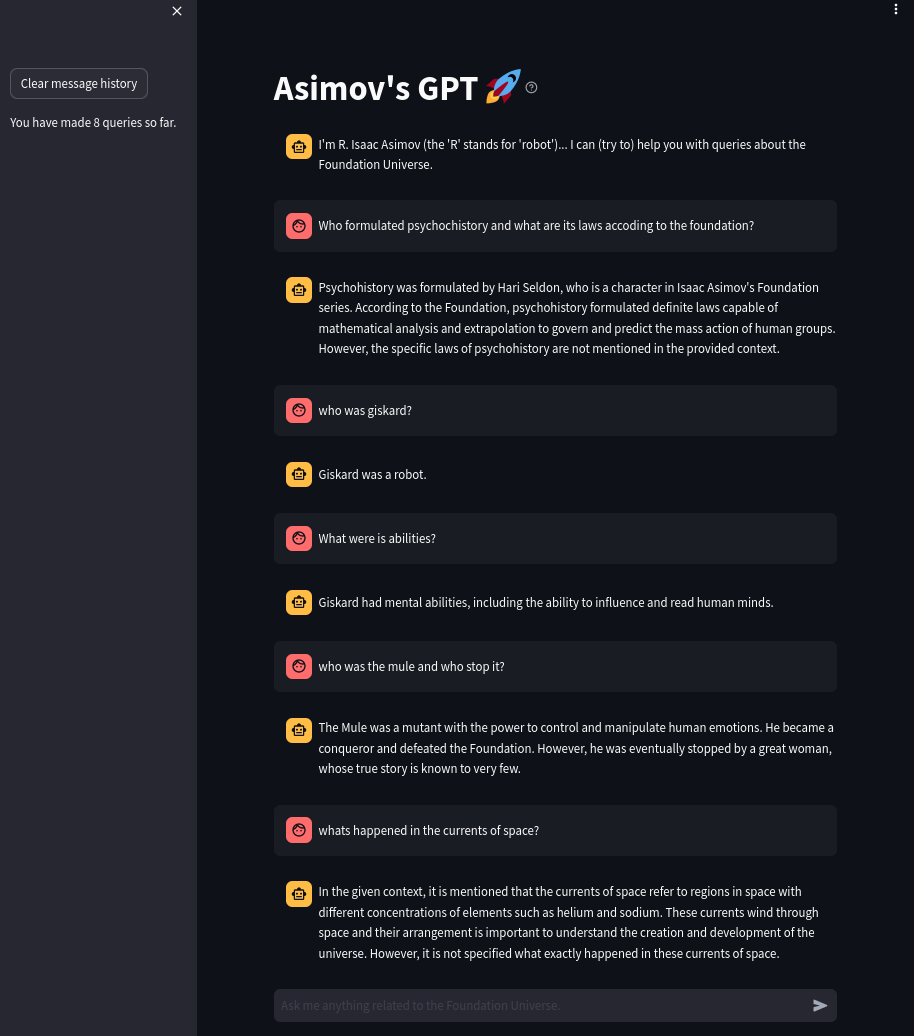 Clear message history
You have made 8 queries so far.
Asimov's GPT 🚀
I'm R. Isaac Asimov (the 'R' stands for 'robot')... I can (try to) help you with queries about the
Foundation Universe.
Who formulated psychochistory and what are its laws accoding to the foundation?
Psychohistory was formulated by Hari Seldon, who is a character in Isaac Asimov's Foundation
series. According to the Foundation, psychohistory formulated definite laws capable of
mathematical analysis and extrapolation to govern and predict the mass action of human groups.
However, the specific laws of psychohistory are not mentioned in the provided context.
who was giskard?
Giskard was a robot.
What were is abilities?
Giskard had mental abilities, including the ability to influence and read human minds.
who was the mule and who stop it?
The Mule was a mutant with the power to control and manipulate human emotions. He became a
conqueror and defeated the Foundation. However, he was eventually stopped by a great woman,
whose true story is known to very few.
whats happened in the currents of space?
In the given context, it is mentioned that the currents of space refer to regions in space with
different concentrations of elements such as helium and sodium. These currents wind through
space and their arrangement is important to understand the creation and development of the
universe. However, it is not specified what exactly happened in these currents of space.
Ask me anything related to the Foundation Universe.